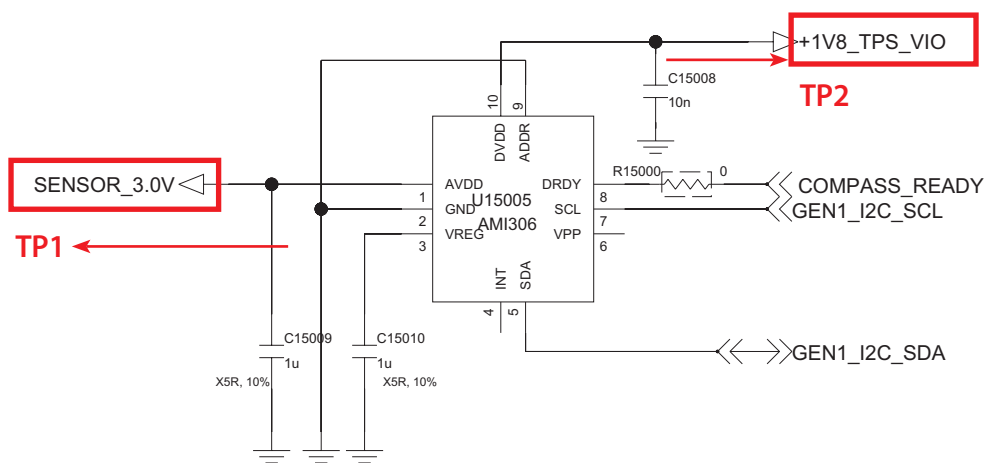 +1V8_TPS_VIO
TP2
C15008
10n
10
9
DVDD
ADDR
SENSOR_3.0V
TP1
AVDD
GND
VREG
1
2
3
U15005
AMI306
DRDY
SCL
VPP
8
7
6
R15000
0
COMPASS_READY
GEN1_I2C_SCL
INT
SDA
4
5
GEN1_I2C_SDA
C15009
1u
X5R, 10%
C15010
1u
X5R, 10%